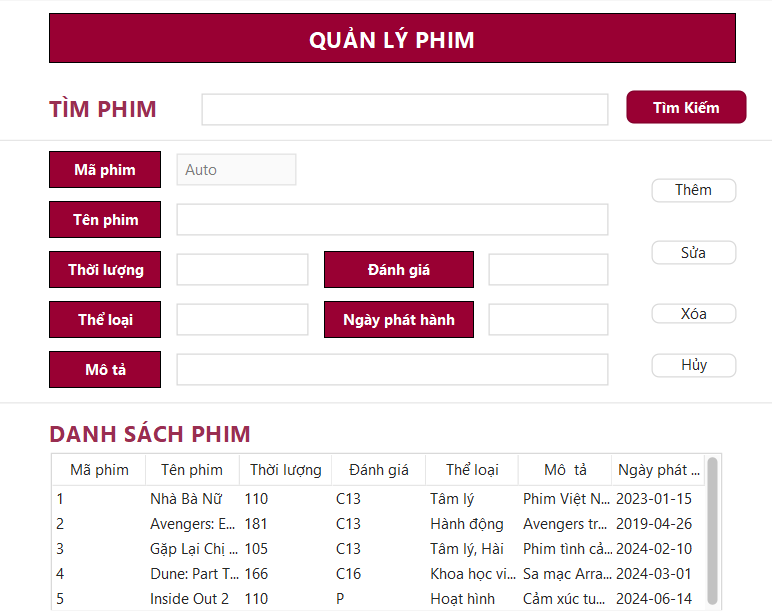 QUẢN LÝ PHIM
TÌM PHIM Tìm Kiếm
Mã phim Auto
Thêm
Tên phim
Sửa
Thời lượng Đánh giá
Thể loại Ngày phát hành
Xóa
Mô tả
Hủy
DANH SÁCH PHIM
Mã phim Tên phim Thời lượng Đánh giá Thể loại Mô tả Ngày phát ...
1 Nhà Bà Nữ 110 C13 Tâm lý Phim Việt N... 2023-01-15
2 Avengers: E... 181 C13 Hành động Avengers tr... 2019-04-26
3 Gặp Lại Chị ... 105 C13 Tâm lý, Hài Phim tình cả... 2024-02-10
4 Dune: Part T... 166 C16 Khoa học vi... Sa mạc Arra... 2024-03-01
5 Inside Out 2 110 P Hoạt hình Cảm xúc tu... 2024-06-14